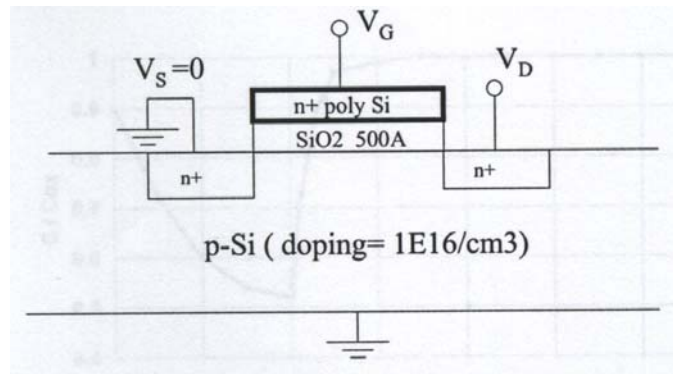 V_G
V_S =0
V_D
n+ poly Si
SiO2 500A
n+
n+
p-Si ( doping= 1E16/cm3)